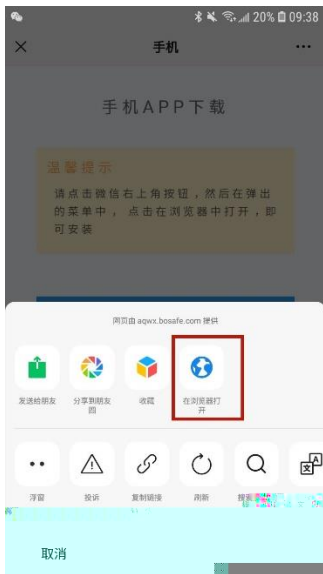 20% 09:38
手机
手机APP下载
温馨提示
请点击微信右上角按钮，然后在弹出
的菜单中，点击在浏览器中打开，即
可安装
网页由 aqwx.bosafe.com 提供
发送给朋友 分享到朋友圈 收藏 在浏览器打开
浮窗 投诉 复制链接 刷新 搜索
取消